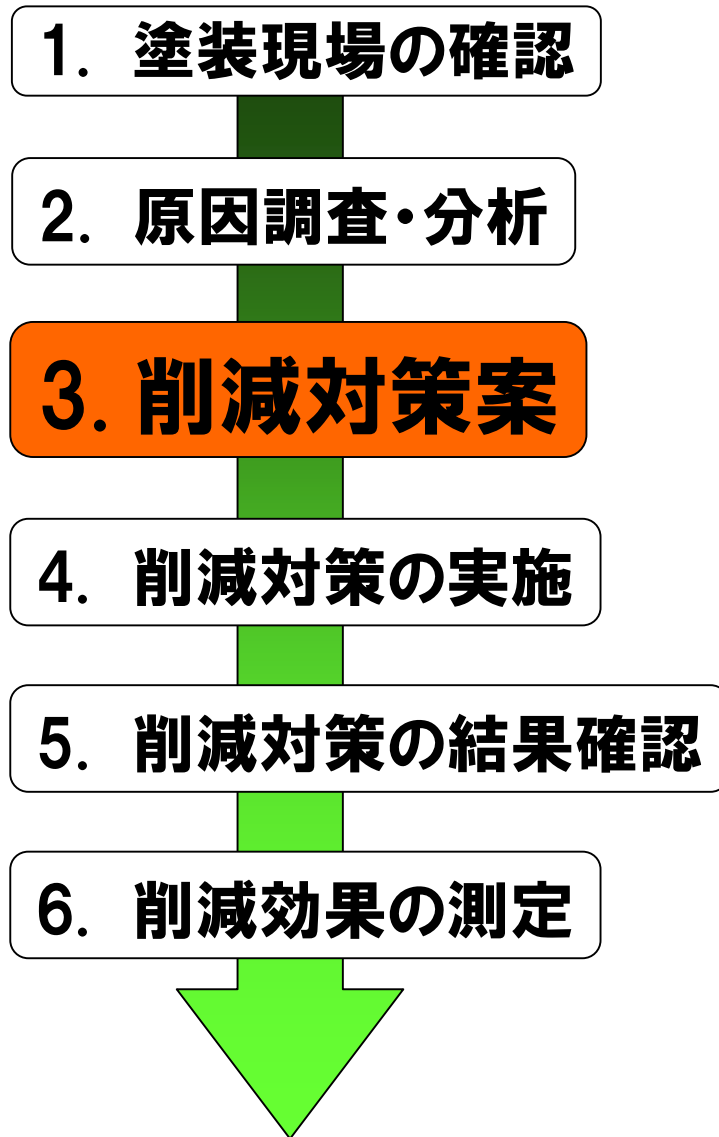 1. 塗装現場の確認
2. 原因調査・分析
3. 削減対策案
4. 削減対策の実施
5. 削減対策の結果確認
6. 削減効果の測定